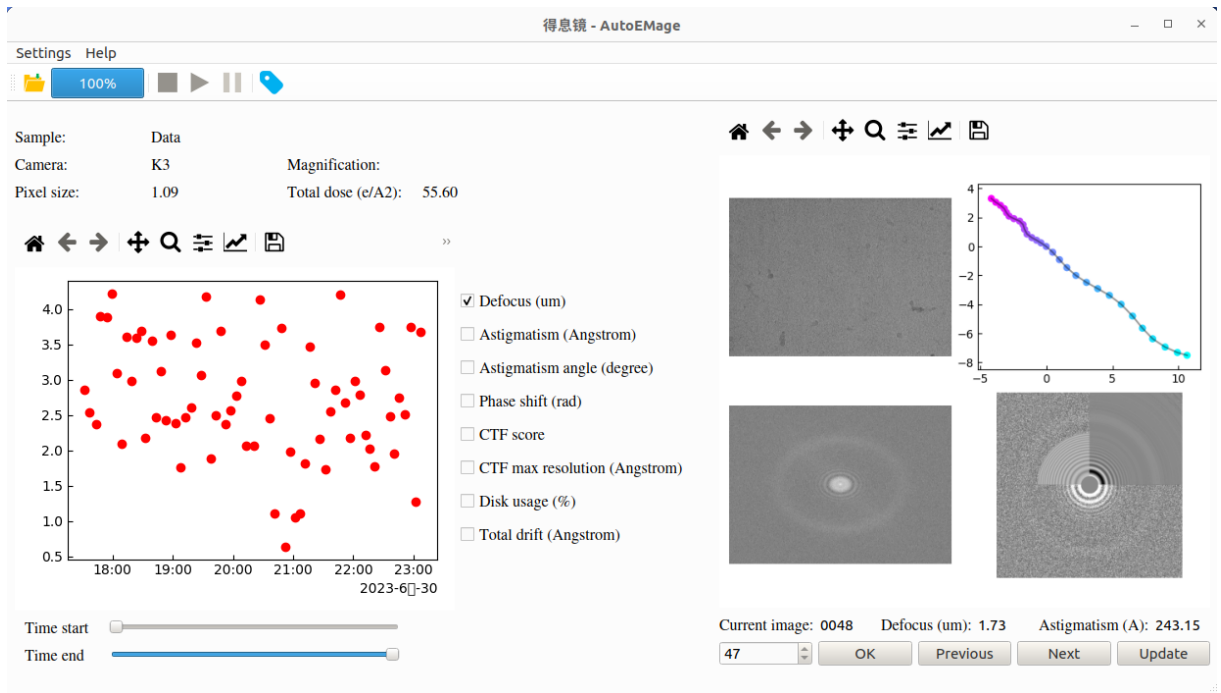 得息镜 - AutoEMage
Settings Help
100%
Sample: Data
Camera: K3 Magnification:
Pixel size: 1.09 Total dose (e/A2): 55.60
»
4.0
3.5
3.0
2.5
2.0
1.5
1.0
0.5
18:00 19:00 20:00 21:00 22:00 23:00
2023-6▯-30
Defocus (um)
Astigmatism (Angstrom)
Astigmatism angle (degree)
Phase shift (rad)
CTF score
CTF max resolution (Angstrom)
Disk usage (%)
Total drift (Angstrom)
Time start
Time end
4
2
0
−2
−4
−6
−8
−5 0 5 10
Current image: 0048 Defocus (um): 1.73 Astigmatism (A): 243.15
47 OK Previous Next Update